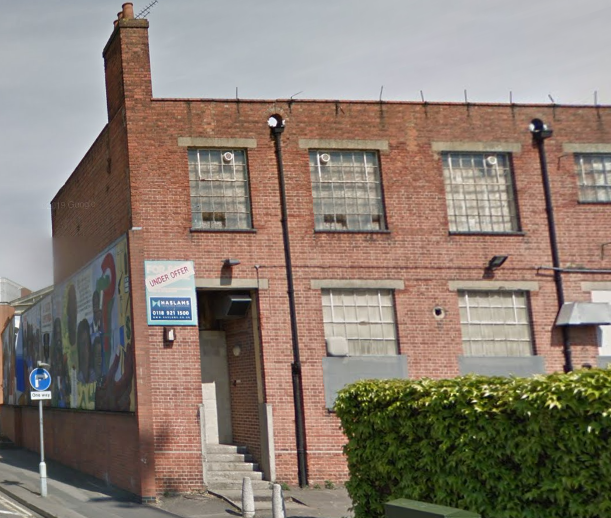 UNDER OFFER
HASLAMS
0118 921 1500
One way